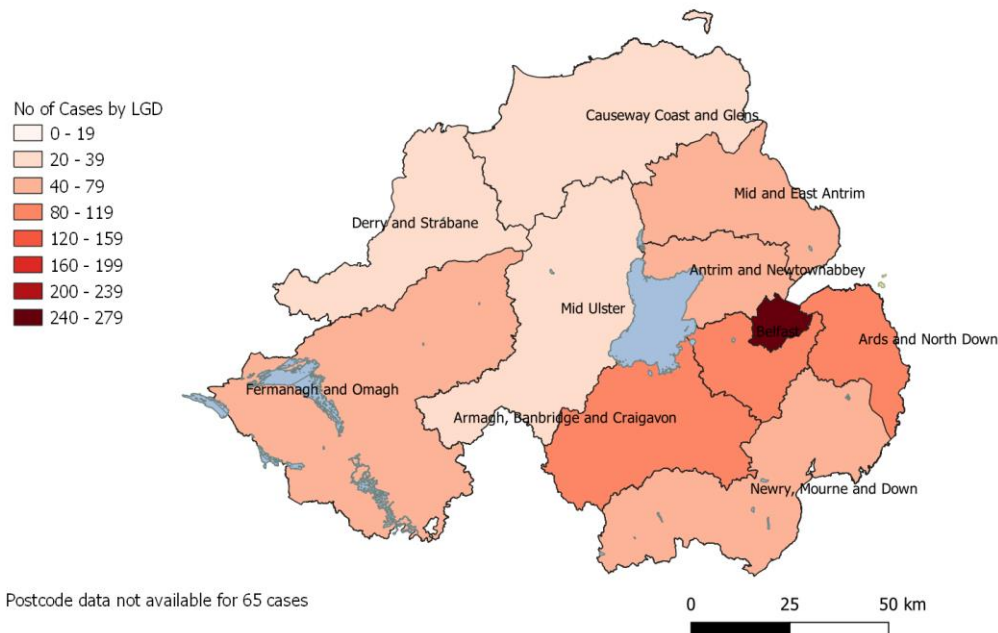 No of Cases by LGD
0 - 19
20 - 39
40 - 79
80 - 119
120 - 159
160 - 199
200 - 239
240 - 279
Causeway Coast and Glens
Mid and East Antrim
Derry and Strabane
Antrim and Newtownabbey
Mid Ulster
Belfast
Ards and North Down
Fermanagh and Omagh
Armagh, Banbridge and Craigavon
Newry, Mourne and Down
Postcode data not available for 65 cases
0 25 50 km